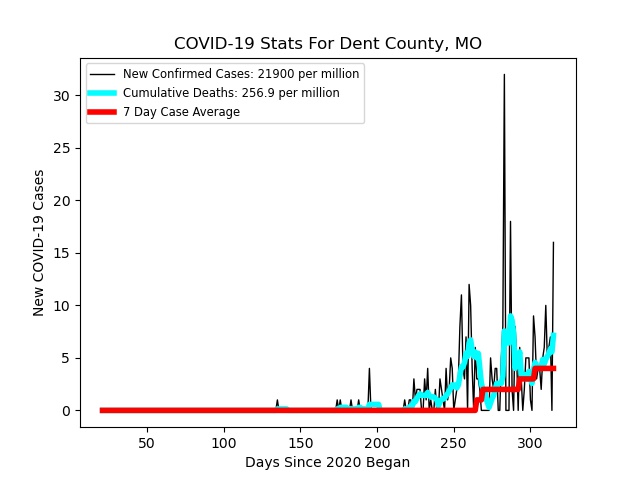 COVID-19 Stats For Dent County, MO
New Confirmed Cases: 21900 per million
Cumulative Deaths: 256.9 per million
7 Day Case Average
New COVID-19 Cases
30
25
20
15
10
5
0
50 100 150 200 250 300
Days Since 2020 Began